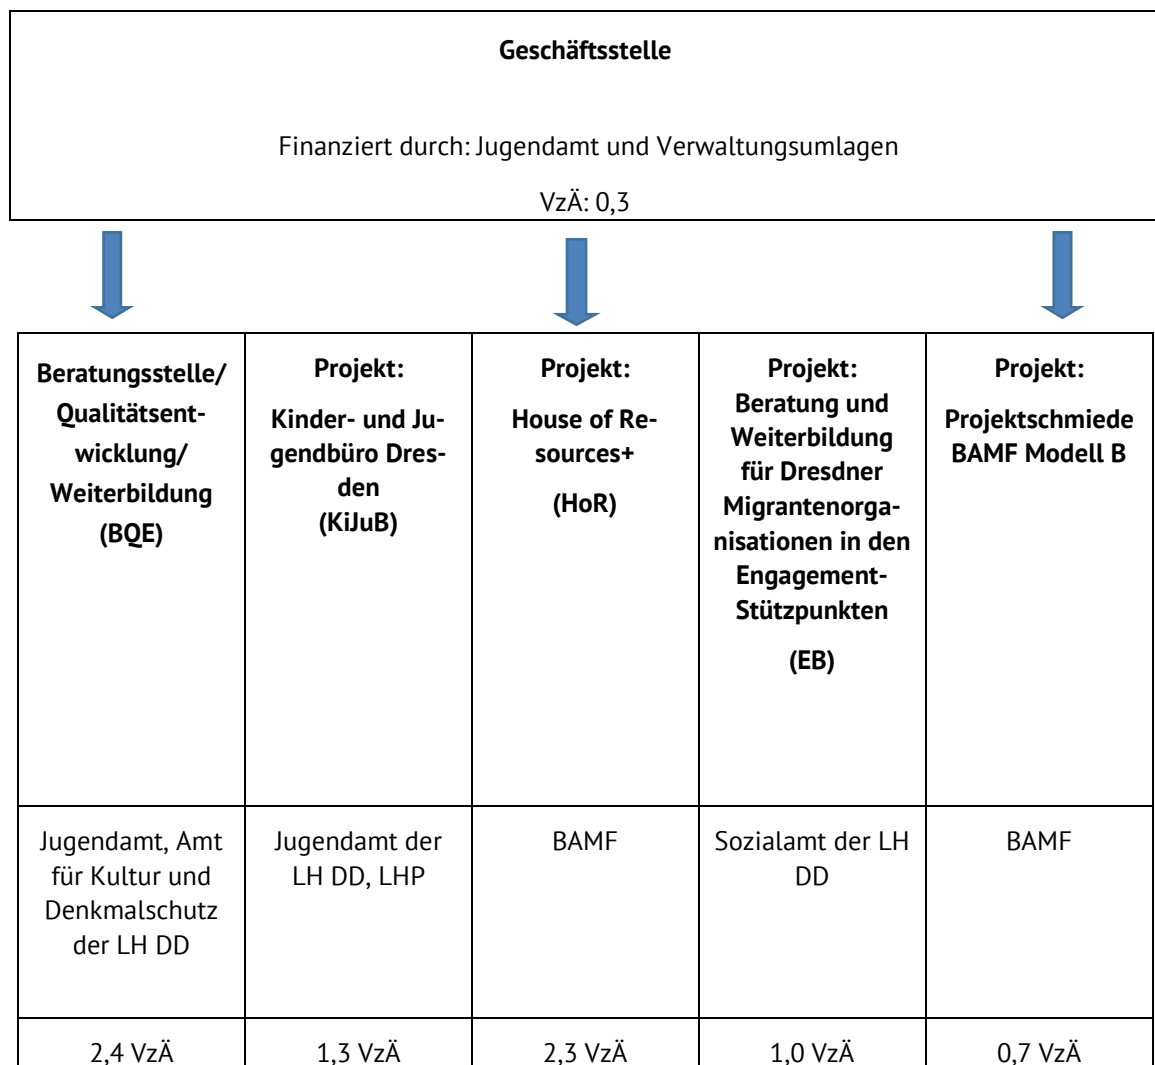 Geschäftsstelle
Finanziert durch: Jugendamt und Verwaltungsumlagen
VzÄ: 0,3
Beratungsstelle/
Qualitätsent-
wicklung/
Weiterbildung
(BQE)
Projekt:
Kinder- und Ju-
gendbüro Dres-
den
(KiJuB)
Projekt:
House of Re-
sources+
(HoR)
Projekt:
Beratung und
Weiterbildung
für Dresdner
Migrantenorga-
nisationen in den
Engagement-
Stützpunkten
(EB)
Projekt:
Projektschmiede
BAMF Modell B
Jugendamt, Amt
für Kultur und
Denkmalschutz
der LH DD
Jugendamt der
LH DD, LHP
BAMF
Sozialamt der LH
DD
BAMF
2,4 VzÄ
1,3 VzÄ
2,3 VzÄ
1,0 VzÄ
0,7 VzÄ